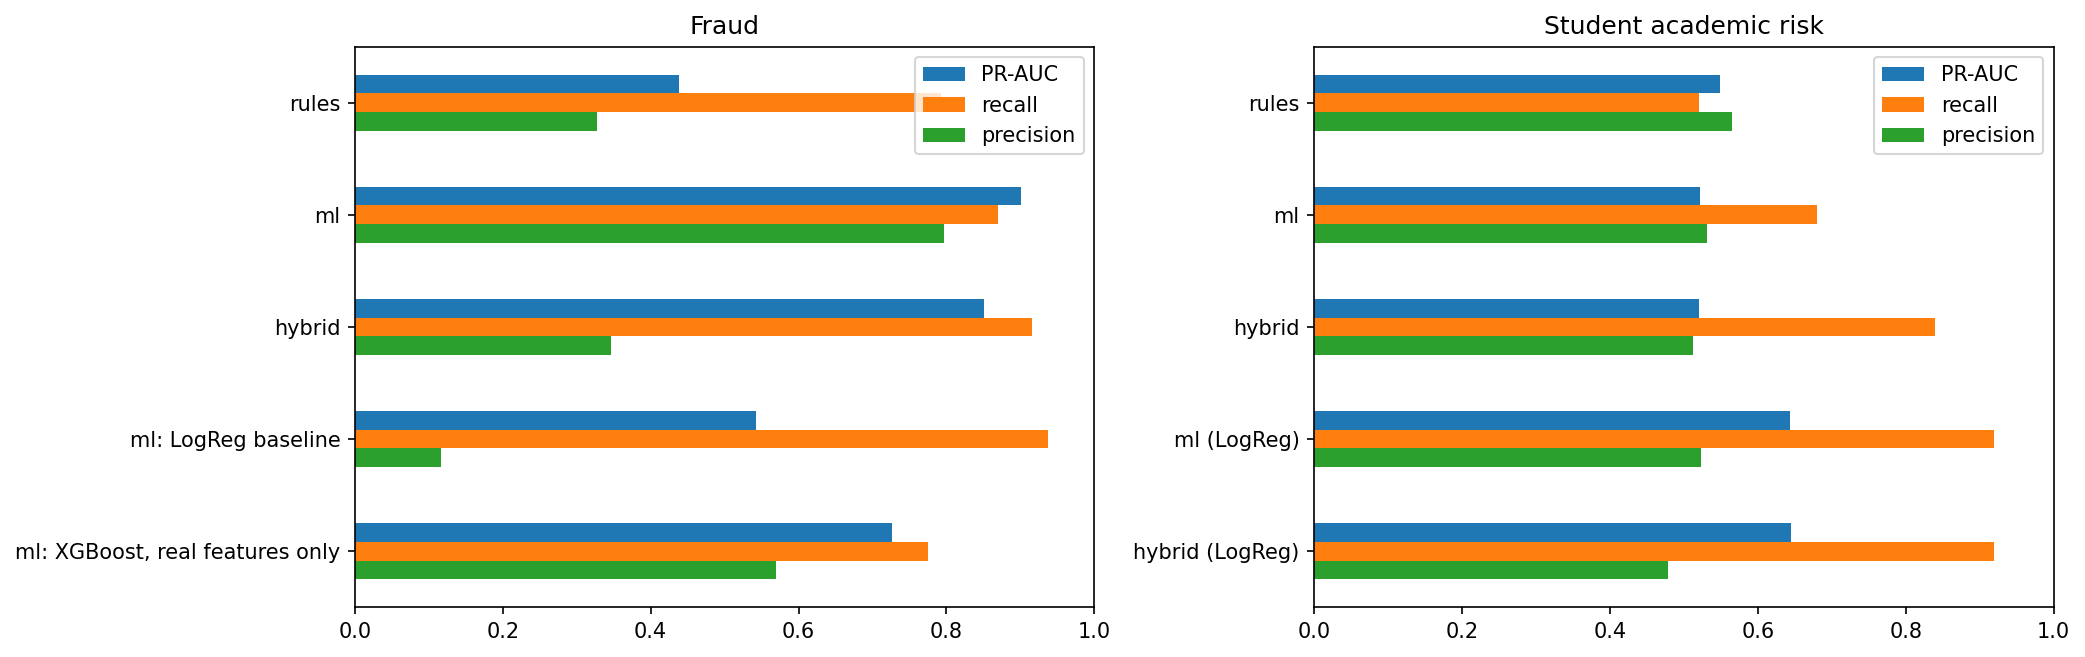 Fraud
PR-AUC
recall
precision
rules
ml
hybrid
ml: LogReg baseline
ml: XGBoost, real features only
0.0 0.2 0.4 0.6 0.8 1.0
Student academic risk
PR-AUC
recall
precision
rules
ml
hybrid
ml (LogReg)
hybrid (LogReg)
0.0 0.2 0.4 0.6 0.8 1.0